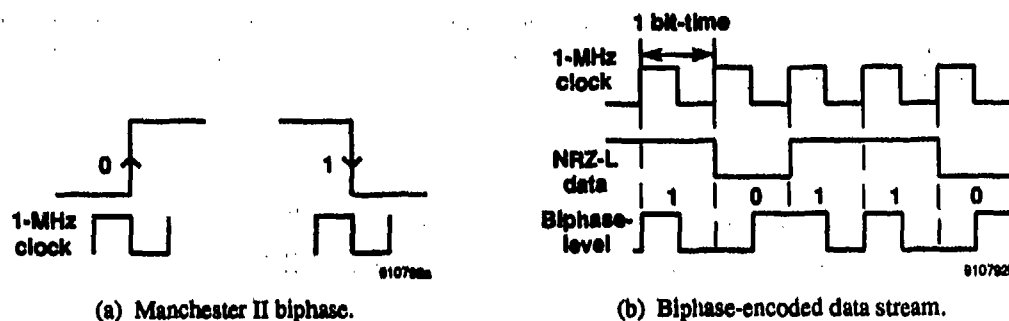 0
1
1-MHz
clock
910798a
(a) Manchester II biphase.
1 bit-time
1-MHz
clock
NRZ-L
data
1 0 1 1 0
Biphase-
level
(b) Biphase-encoded data stream.